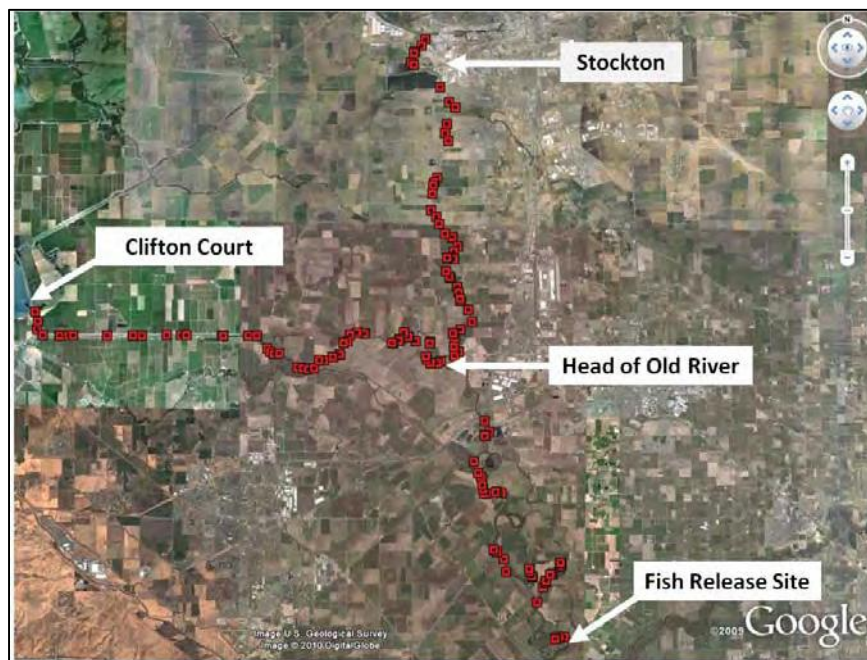 N
Stockton
Clifton Court
Head of Old River
Fish Release Site
Image U.S. Geological Survey
Image © 2010 DigitalGlobe
©2009 Google